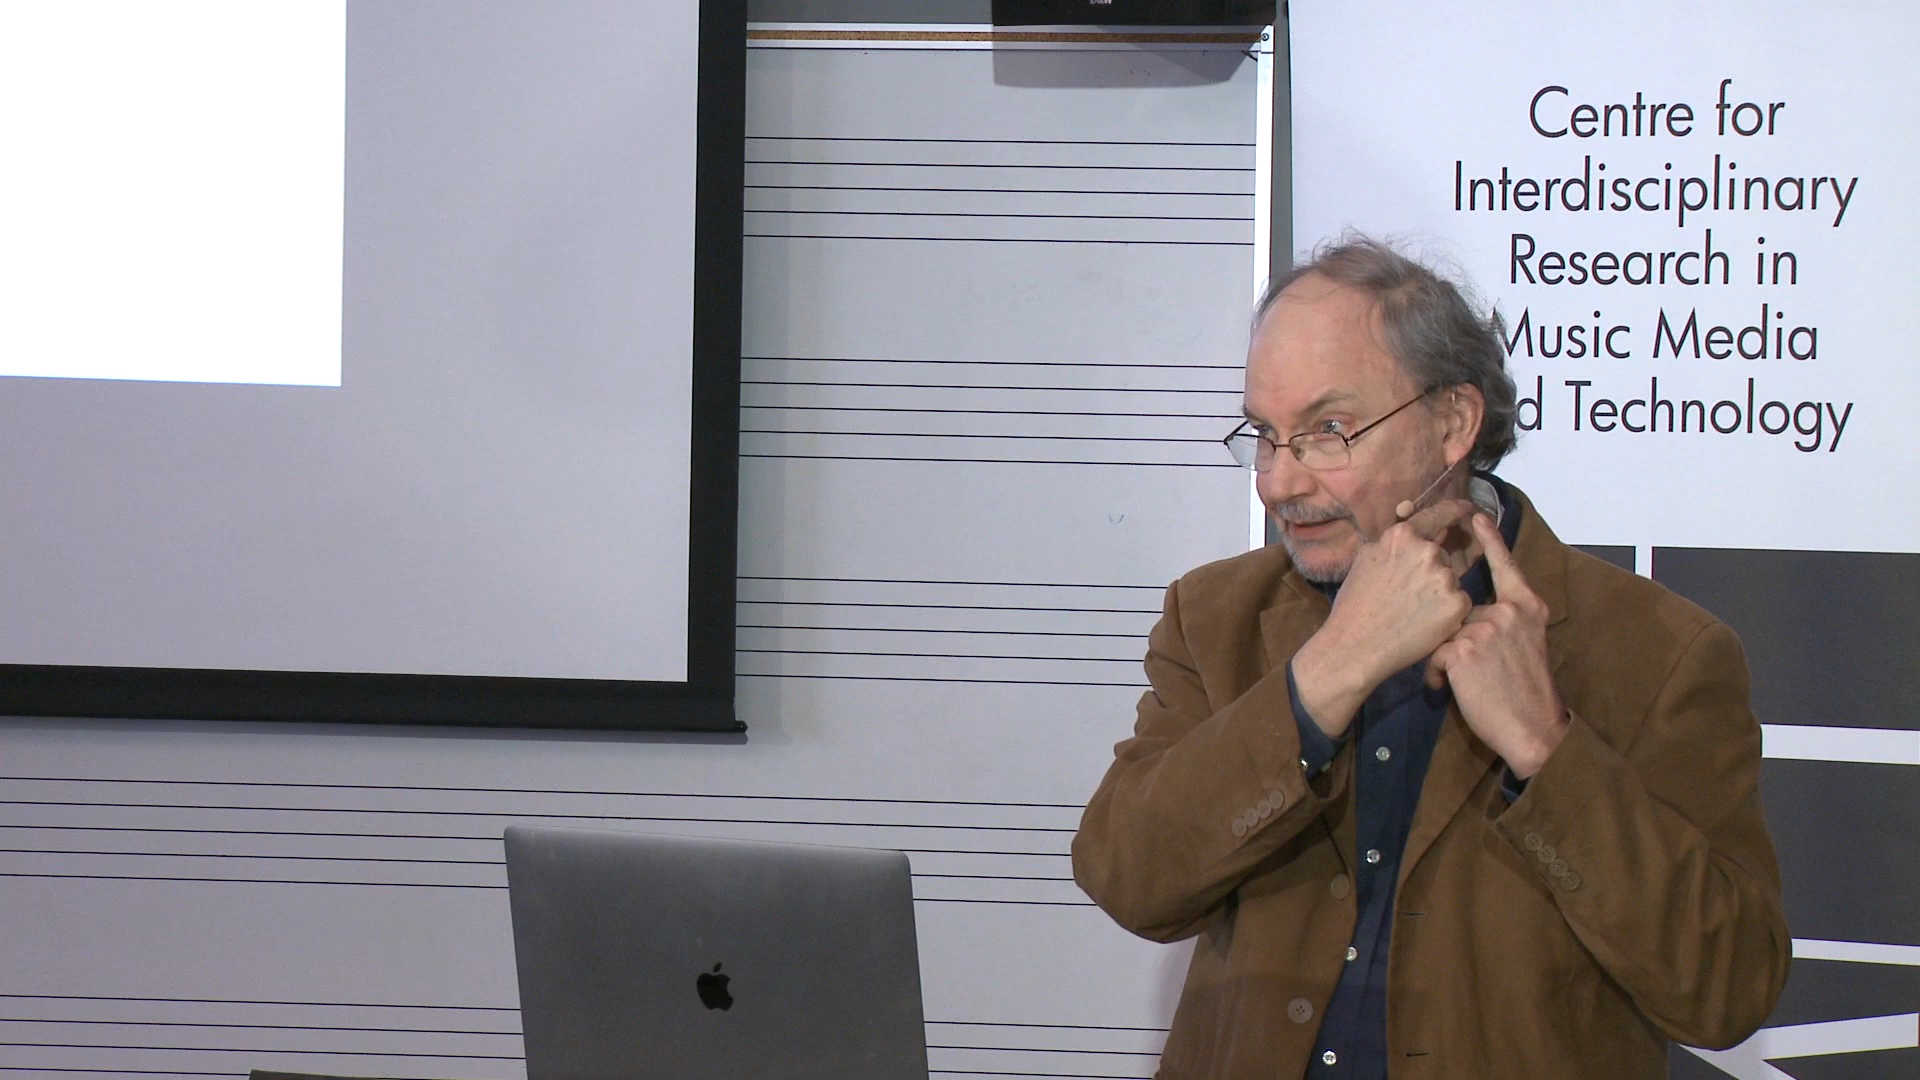 Centre for
Interdisciplinary
Research in
Music Media
d Technology